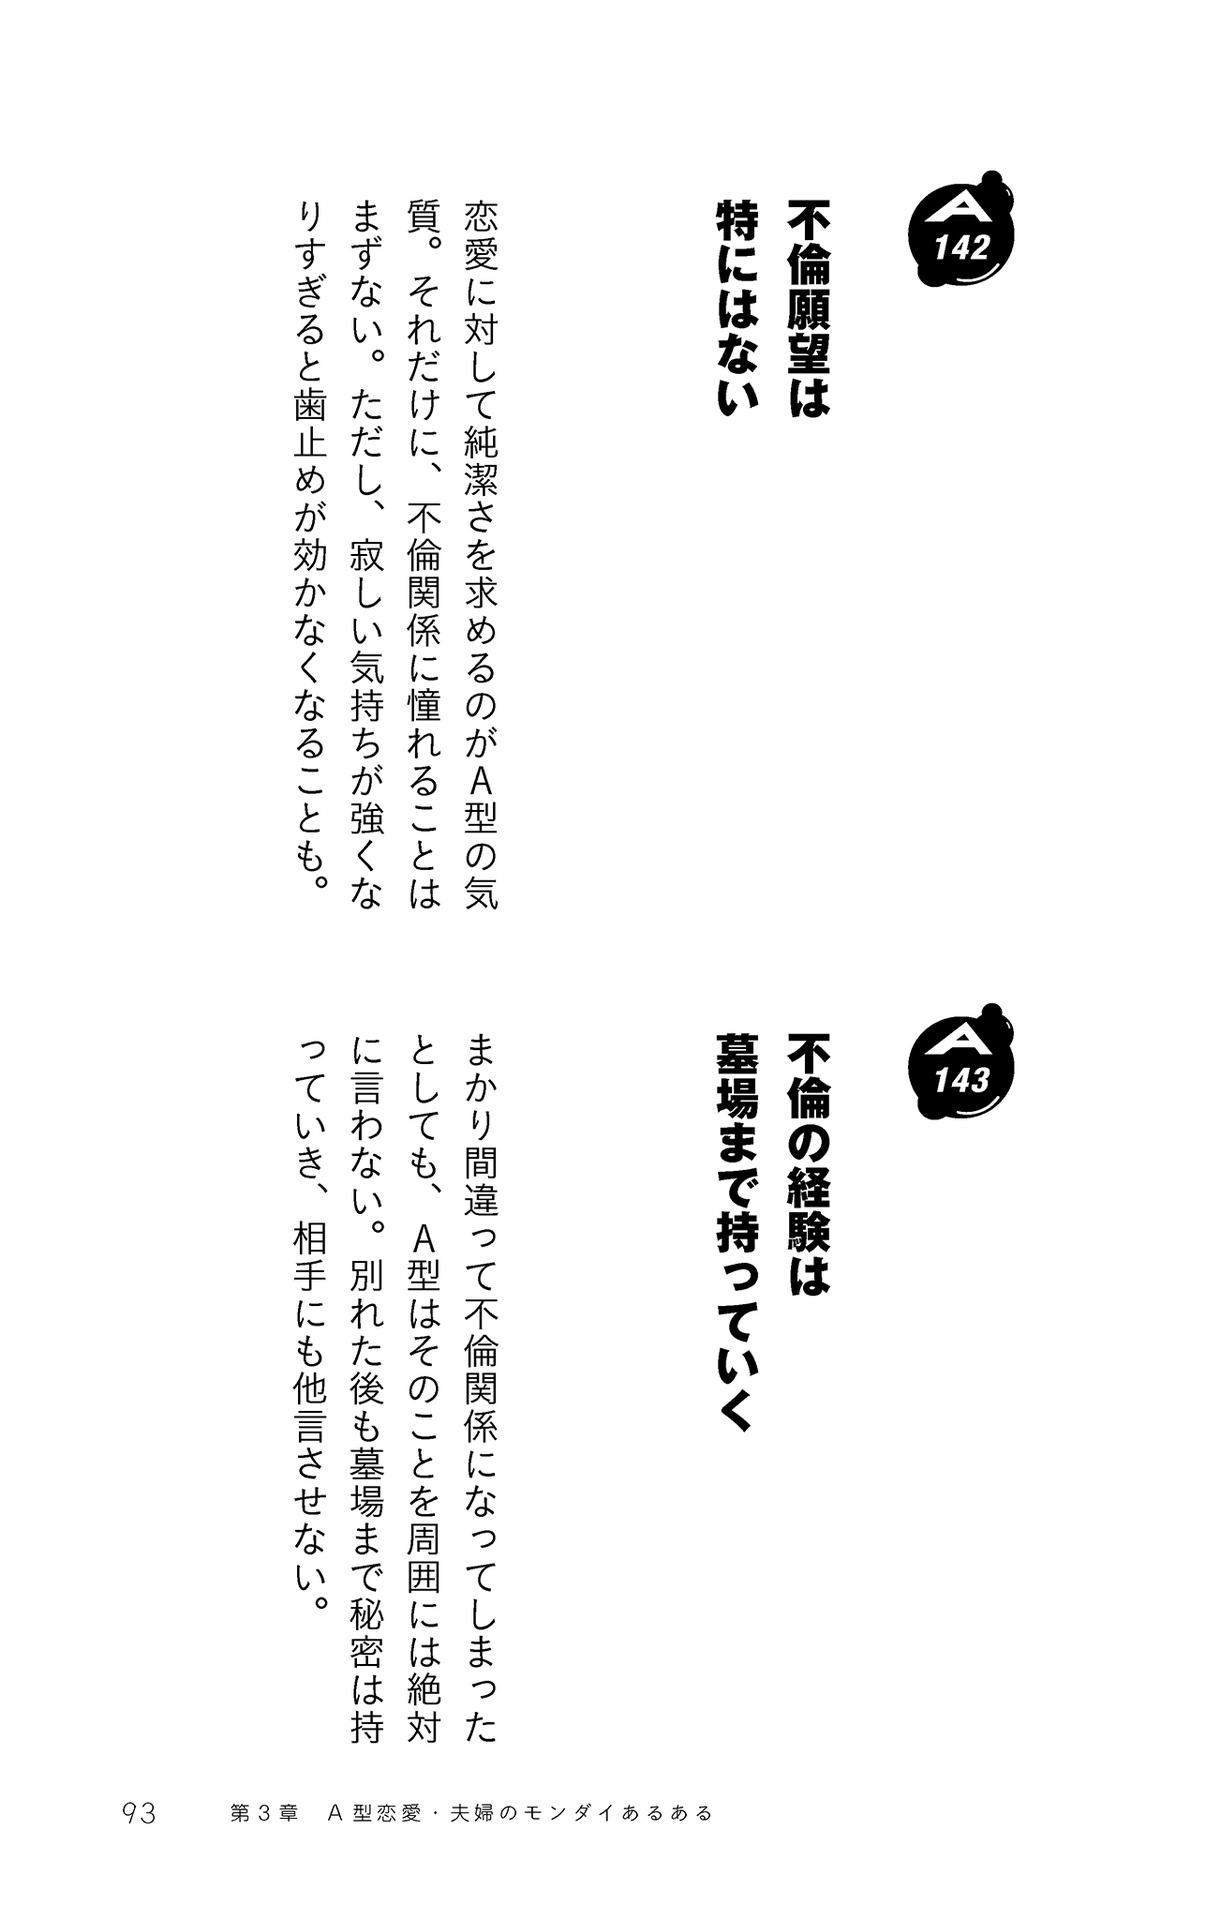 A
142
不倫願望は
特にはない
恋愛に対して純潔さを求めるのがA型の気
質。それだけに、不倫関係に憧れることは
まずない。ただし、寂しい気持ちが強くな
りすぎると歯止めが効かなくなることも。
A
143
不倫の経験は
墓場まで持っていく
まかり間違って不倫関係になってしまった
としても、A型はそのことを周囲には絶対
に言わない。別れた後も墓場まで秘密は持
っていき、相手にも他言させない。
93 第3章 A型恋愛・夫婦のモンダイあるある